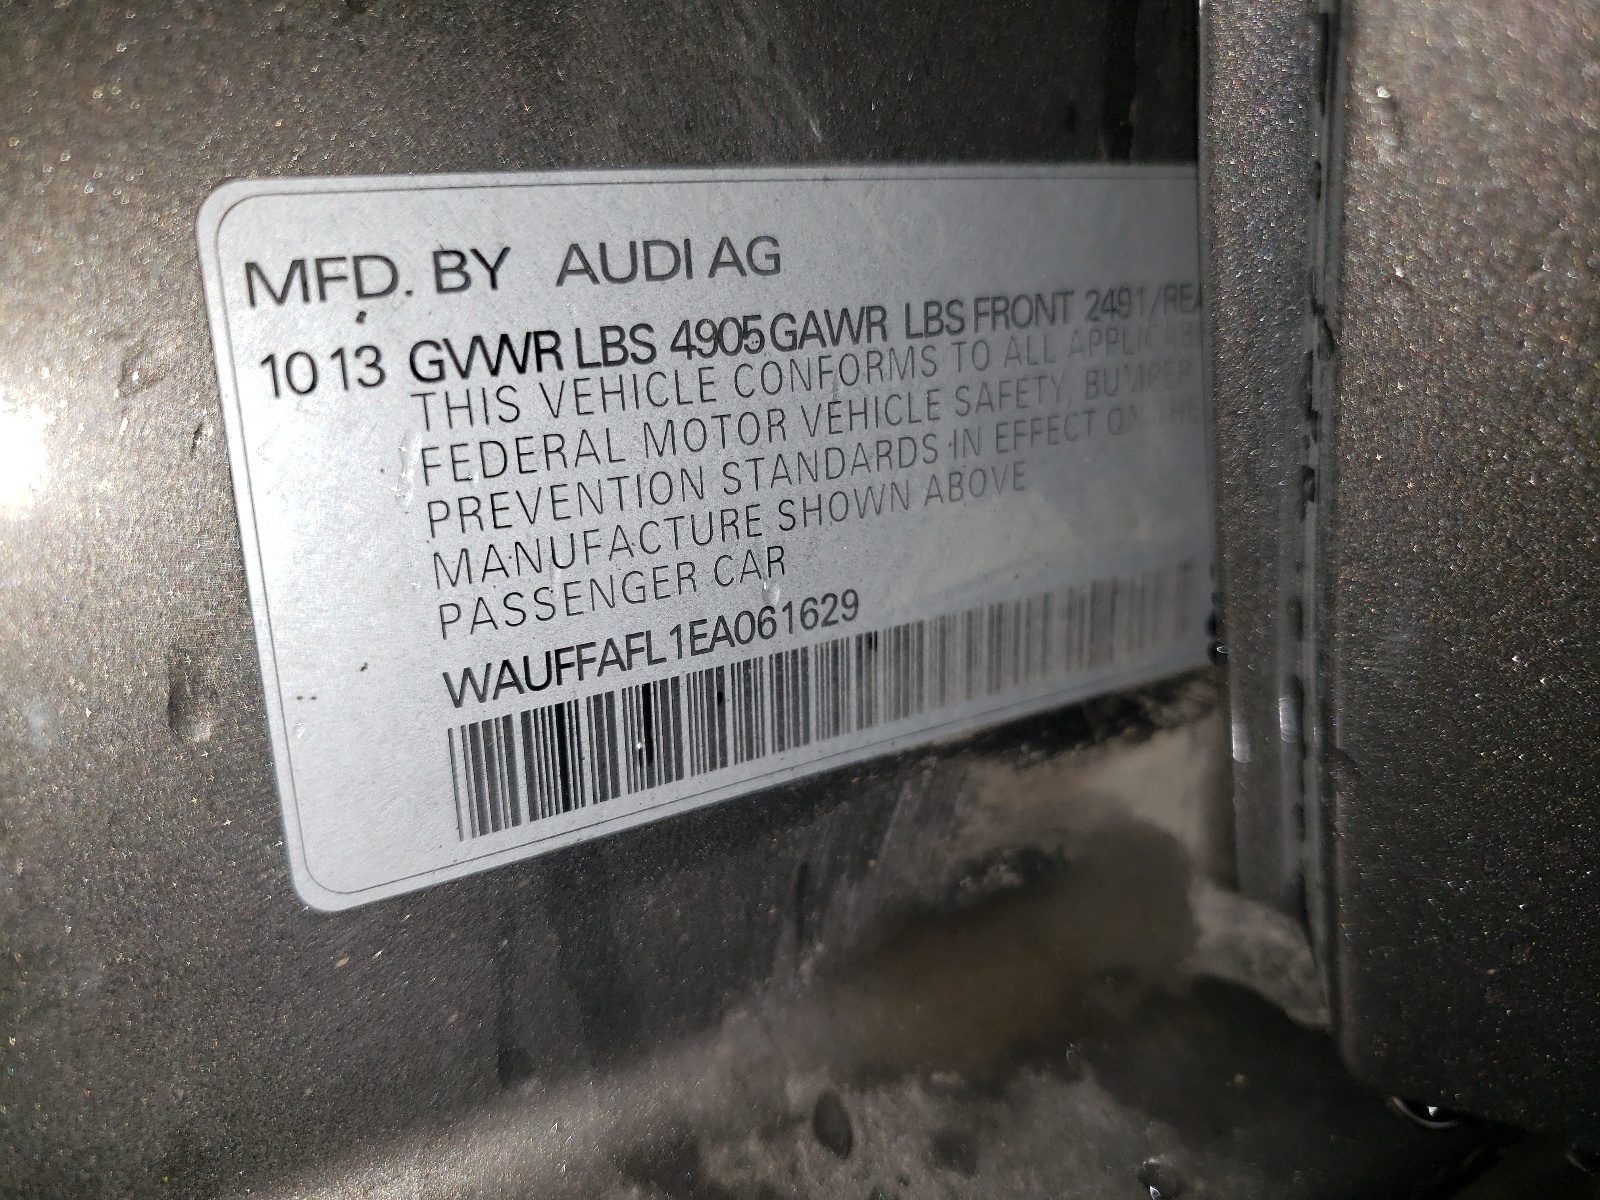 MFD. BY AUDI AG
10 13 GVWR LBS 4905 GAWR LBS FRONT 2491/REA
THIS VEHICLE CONFORMS TO ALL
FEDERAL MOTOR VEHICLE SAFETY, BUMPER
PREVENTION STANDARDS IN EFFECT ON THE
MANUFACTURE SHOWN ABOVE
PASSENGER CAR
WAUFFAFL1EA061629